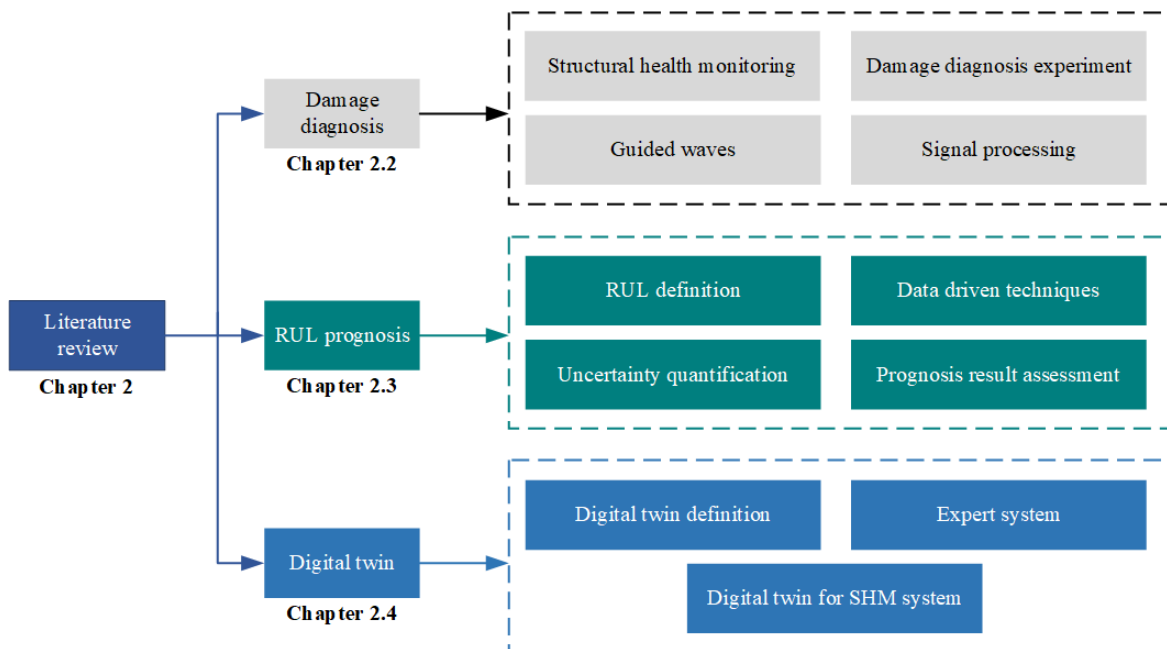 Literature
review
Chapter 2
Damage
diagnosis
Chapter 2.2
Structural health monitoring
Damage diagnosis experiment
Guided waves
Signal processing
RUL prognosis
Chapter 2.3
RUL definition
Data driven techniques
Uncertainty quantification
Prognosis result assessment
Digital twin
Chapter 2.4
Digital twin definition
Expert system
Digital twin for SHM system